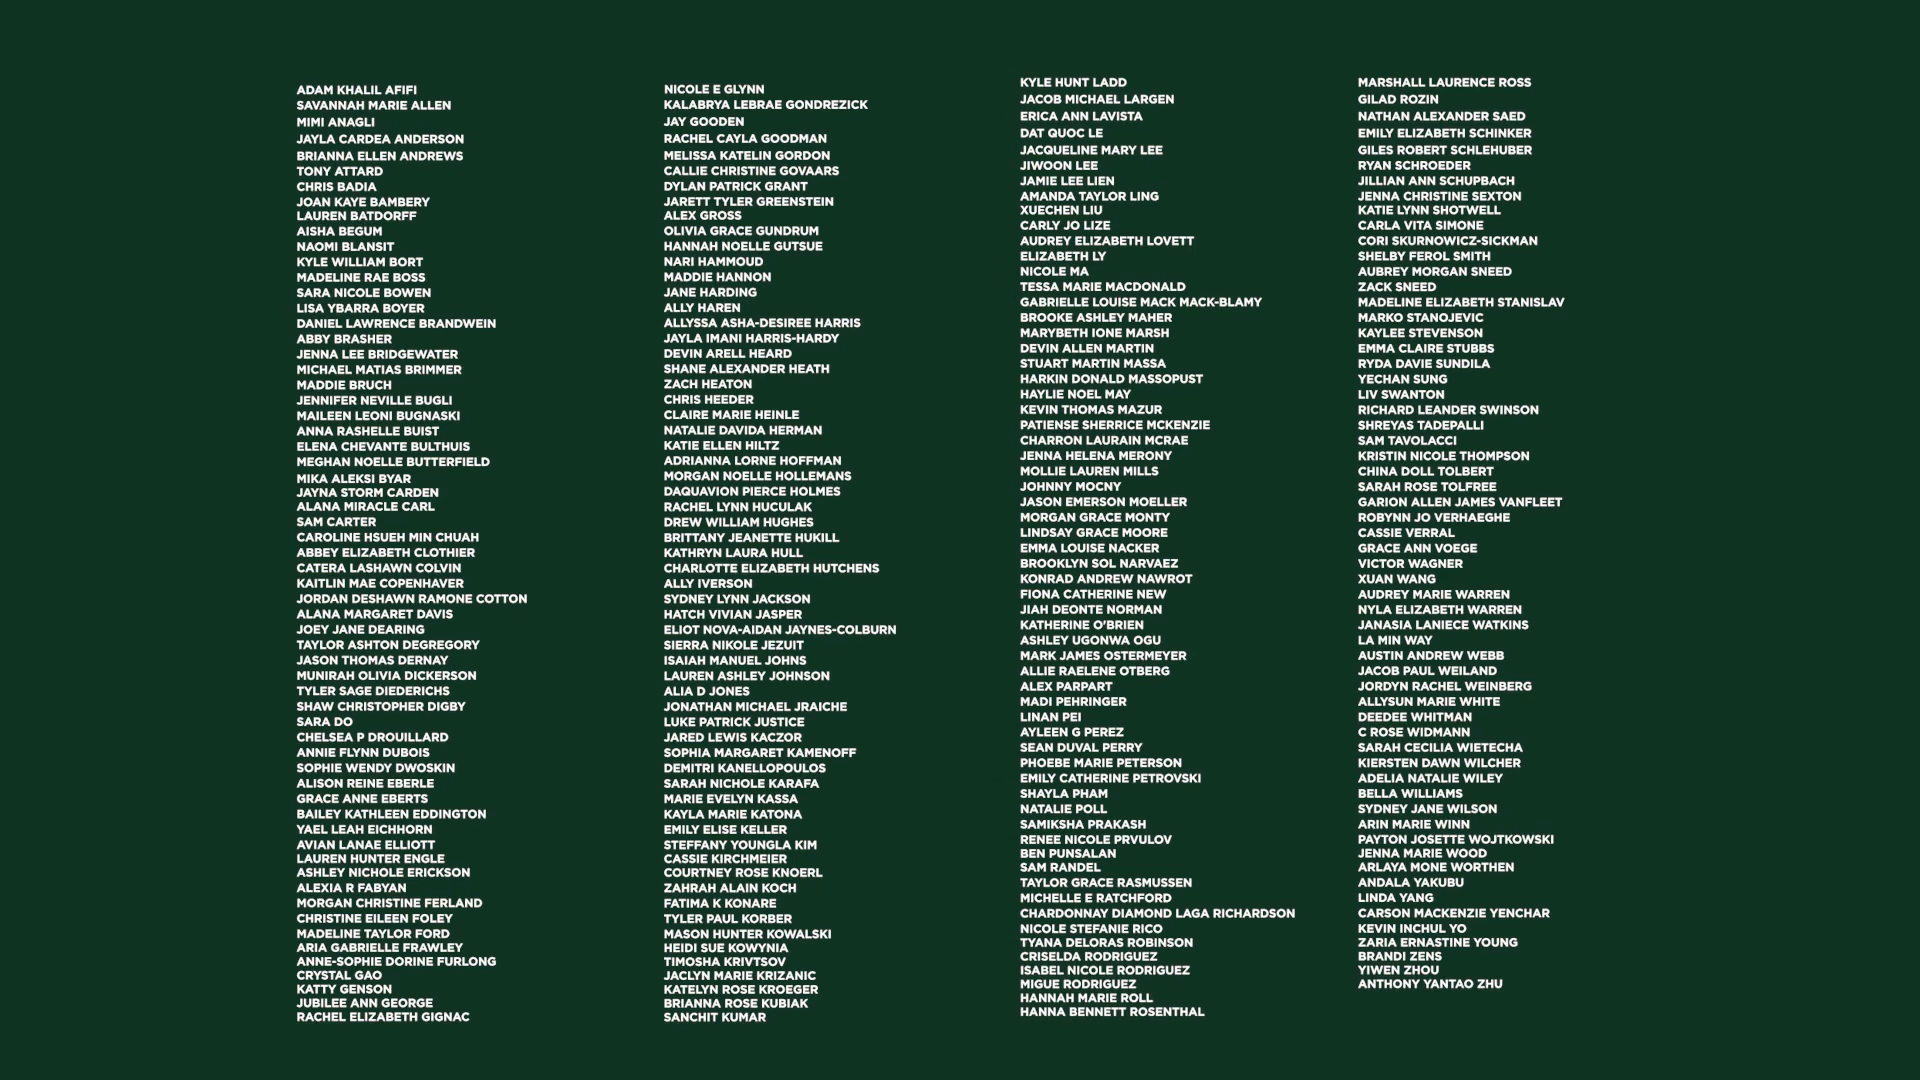 ADAM KHALIL AFIFI
SAVANNAH MARIE ALLEN
MIMI ANAGLI
JAYLA CARDEA ANDERSON
BRIANNA ELLEN ANDREWS
TONY ATTARD
CHRIS BADIA
JOAN KAYE BAMBERY
LAUREN BATDORFF
AISHA BEGUM
NAOMI BLANSIT
KYLE WILLIAM BORT
MADELINE RAE BOSS
SARA NICOLE BOWEN
LISA YBARRA BOYER
DANIEL LAWRENCE BRANDWEIN
ABBY BRASHER
JENNA LEE BRIDGEWATER
MICHAEL MATIAS BRIMMER
MADDIE BRUCH
JENNIFER NEVILLE BUGLI
MAILEEN LEONI BUGNASKI
ANNA RASHELLE BUIST
ELENA CHEVANTE BULTHUIS
MEGHAN NOELLE BUTTERFIELD
MIKA ALEKSI BYAR
JAYNA STORM CARDEN
ALANA MIRACLE CARL
SAM CARTER
CAROLINE HSUEH MIN CHUAH
ABBEY ELIZABETH CLOTHIER
CATERA LASHAWN COLVIN
KAITLIN MAE COPENHAVER
JORDAN DESHAWN RAMONE COTTON
ALANA MARGARET DAVIS
JOEY JANE DEARING
TAYLOR ASHTON DEGREGORY
JASON THOMAS DERNAY
MUNIRAH OLIVIA DICKERSON
TYLER SAGE DIEDERICHS
SHAW CHRISTOPHER DIGBY
SARA DO
CHELSEA P DROUILLARD
ANNIE FLYNN DUBOIS
SOPHIE WENDY DWOSKIN
ALISON REINE EBERLE
GRACE ANNE EBERTS
BAILEY KATHLEEN EDDINGTON
YAEL LEAH EICHHORN
AVIAN LANAE ELLIOTT
LAUREN HUNTER ENGLE
ASHLEY NICHOLE ERICKSON
ALEXIA R FABYAN
MORGAN CHRISTINE FERLAND
CHRISTINE EILEEN FOLEY
MADELINE TAYLOR FORD
ARIA GABRIELLE FRAWLEY
ANNE-SOPHIE DORINE FURLONG
CRYSTAL GAO
KATTY GENSON
JUBILEE ANN GEORGE
RACHEL ELIZABETH GIGNAC
NICOLE E GLYNN
KALABRYA LEBRAE GONDREZICK
JAY GOODEN
RACHEL CAYLA GOODMAN
MELISSA KATELIN GORDON
CALLIE CHRISTINE GOVAARS
DYLAN PATRICK GRANT
JARETT TYLER GREENSTEIN
ALEX GROSS
OLIVIA GRACE GUNDRUM
HANNAH NOELLE GUTSUE
NARI HAMMOUD
MADDIE HANNON
JANE HARDING
ALLY HAREN
ALLYSSA ASHA-DESIREE HARRIS
JAYLA IMANI HARRIS-HARDY
DEVIN ARELL HEARD
SHANE ALEXANDER HEATH
ZACH HEATON
CHRIS HEEDER
CLAIRE MARIE HEINLE
NATALIE DAVIDA HERMAN
KATIE ELLEN HILTZ
ADRIANNA LORNE HOFFMAN
MORGAN NOELLE HOLLEMANS
DAQUAVION PIERCE HOLMES
RACHEL LYNN HUCULAK
DREW WILLIAM HUGHES
BRITTANY JEANETTE HUKILL
KATHRYN LAURA HULL
CHARLOTTE ELIZABETH HUTCHENS
ALLY IVERSON
SYDNEY LYNN JACKSON
HATCH VIVIAN JASPER
ELIOT NOVA-AIDAN JAYNES-COLBURN
SIERRA NIKOLE JEZUIT
ISAIAH MANUEL JOHNS
LAUREN ASHLEY JOHNSON
ALIA D JONES
JONATHAN MICHAEL JRAICHE
LUKE PATRICK JUSTICE
JARED LEWIS KACZOR
SOPHIA MARGARET KAMENOFF
DEMITRI KANELLOPOULOS
SARAH NICHOLE KARAFA
MARIE EVELYN KASSA
KAYLA MARIE KATONA
EMILY ELISE KELLER
STEFFANY YOUNGLA KIM
CASSIE KIRCHMEIER
COURTNEY ROSE KNOERL
ZAHRAH ALAIN KOCH
FATIMA K KONARE
TYLER PAUL KORBER
MASON HUNTER KOWALSKI
HEIDI SUE KOWYNIA
TIMOSHA KRIVTSOV
JACLYN MARIE KRIZANIC
KATELYN ROSE KROEGER
BRIANNA ROSE KUBIAK
SANCHIT KUMAR
KYLE HUNT LADD
JACOB MICHAEL LARGEN
ERICA ANN LAVISTA
DAT QUOC LE
JACQUELINE MARY LEE
JIWOON LEE
JAMIE LEE LIEN
AMANDA TAYLOR LING
XUECHEN LIU
CARLY JO LIZE
AUDREY ELIZABETH LOVETT
ELIZABETH LY
NICOLE MA
TESSA MARIE MACDONALD
GABRIELLE LOUISE MACK MACK-BLAMY
BROOKE ASHLEY MAHER
MARYBETH IONE MARSH
DEVIN ALLEN MARTIN
STUART MARTIN MASSA
HARKIN DONALD MASSOPUST
HAYLIE NOEL MAY
KEVIN THOMAS MAZUR
PATIENSE SHERRICE MCKENZIE
CHARRON LAURAIN MCRAE
JENNA HELENA MERONY
MOLLIE LAUREN MILLS
JOHNNY MOCNY
JASON EMERSON MOELLER
MORGAN GRACE MONTY
LINDSAY GRACE MOORE
EMMA LOUISE NACKER
BROOKLYN SOL NARVAEZ
KONRAD ANDREW NAWROT
FIONA CATHERINE NEW
JIAH DEONTE NORMAN
KATHERINE O'BRIEN
ASHLEY UGONWA OGU
MARK JAMES OSTERMEYER
ALLIE RAELENE OTBERG
ALEX PARPART
MADI PEHRINGER
LINAN PEI
AYLEEN G PEREZ
SEAN DUVAL PERRY
PHOEBE MARIE PETERSON
EMILY CATHERINE PETROVSKI
SHAYLA PHAM
NATALIE POLL
SAMIKSHA PRAKASH
RENEE NICOLE PRVULOV
BEN PUNSALAN
SAM RANDEL
TAYLOR GRACE RASMUSSEN
MICHELLE E RATCHFORD
CHARDONNAY DIAMOND LAGA RICHARDSON
NICOLE STEFANIE RICO
TYANA DELORAS ROBINSON
CRISELDA RODRIGUEZ
ISABEL NICOLE RODRIGUEZ
MIGUE RODRIGUEZ
HANNAH MARIE ROLL
HANNA BENNETT ROSENTHAL
MARSHALL LAURENCE ROSS
GILAD ROZIN
NATHAN ALEXANDER SAED
EMILY ELIZABETH SCHINKER
GILES ROBERT SCHLEHUBER
RYAN SCHROEDER
JILLIAN ANN SCHUPBACH
JENNA CHRISTINE SEXTON
KATIE LYNN SHOTWELL
CARLA VITA SIMONE
CORI SKURNOWICZ-SICKMAN
SHELBY FEROL SMITH
AUBREY MORGAN SNEED
ZACK SNEED
MADELINE ELIZABETH STANISLAV
MARKO STANOJEVIC
KAYLEE STEVENSON
EMMA CLAIRE STUBBS
RYDA DAVIE SUNDILA
YECHAN SUNG
LIV SWANTON
RICHARD LEANDER SWINSON
SHREYAS TADEPALLI
SAM TAVOLACCI
KRISTIN NICOLE THOMPSON
CHINA DOLL TOLBERT
SARAH ROSE TOLFREE
GARION ALLEN JAMES VANFLEET
ROBYNN JO VERHAEGHE
CASSIE VERRAL
GRACE ANN VOEGE
VICTOR WAGNER
XUAN WANG
AUDREY MARIE WARREN
NYLA ELIZABETH WARREN
JANASIA LANIECE WATKINS
LA MIN WAY
AUSTIN ANDREW WEBB
JACOB PAUL WEILAND
JORDYN RACHEL WEINBERG
ALLYSUN MARIE WHITE
DEEDEE WHITMAN
C ROSE WIDMANN
SARAH CECILIA WIETECHA
KIERSTEN DAWN WILCHER
ADELIA NATALIE WILEY
BELLA WILLIAMS
SYDNEY JANE WILSON
ARIN MARIE WINN
PAYTON JOSETTE WOJTKOWSKI
JENNA MARIE WOOD
ARLAYA MONE WORTHEN
ANDALA YAKUBU
LINDA YANG
CARSON MACKENZIE YENCHAR
KEVIN INCHUL YO
ZARIA ERNASTINE YOUNG
BRANDI ZENS
YIWEN ZHOU
ANTHONY YANTAO ZHU